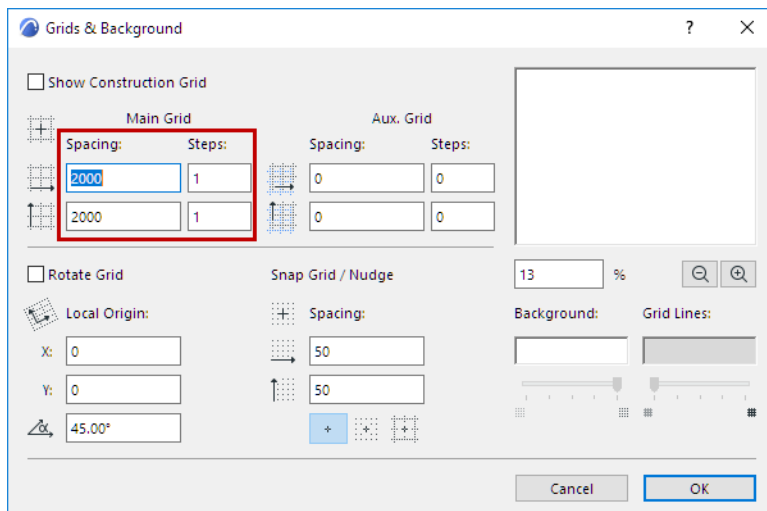 Grids & Background
?
Show Construction Grid
Main Grid
Aux. Grid
Spacing:
Steps:
Spacing:
Steps:
2000
1
0
0
2000
1
0
0
Rotate Grid
Snap Grid / Nudge
13
%
Local Origin:
Spacing:
Background:
Grid Lines:
X:
0
50
Y:
0
50
α
45.00°
Cancel
OK